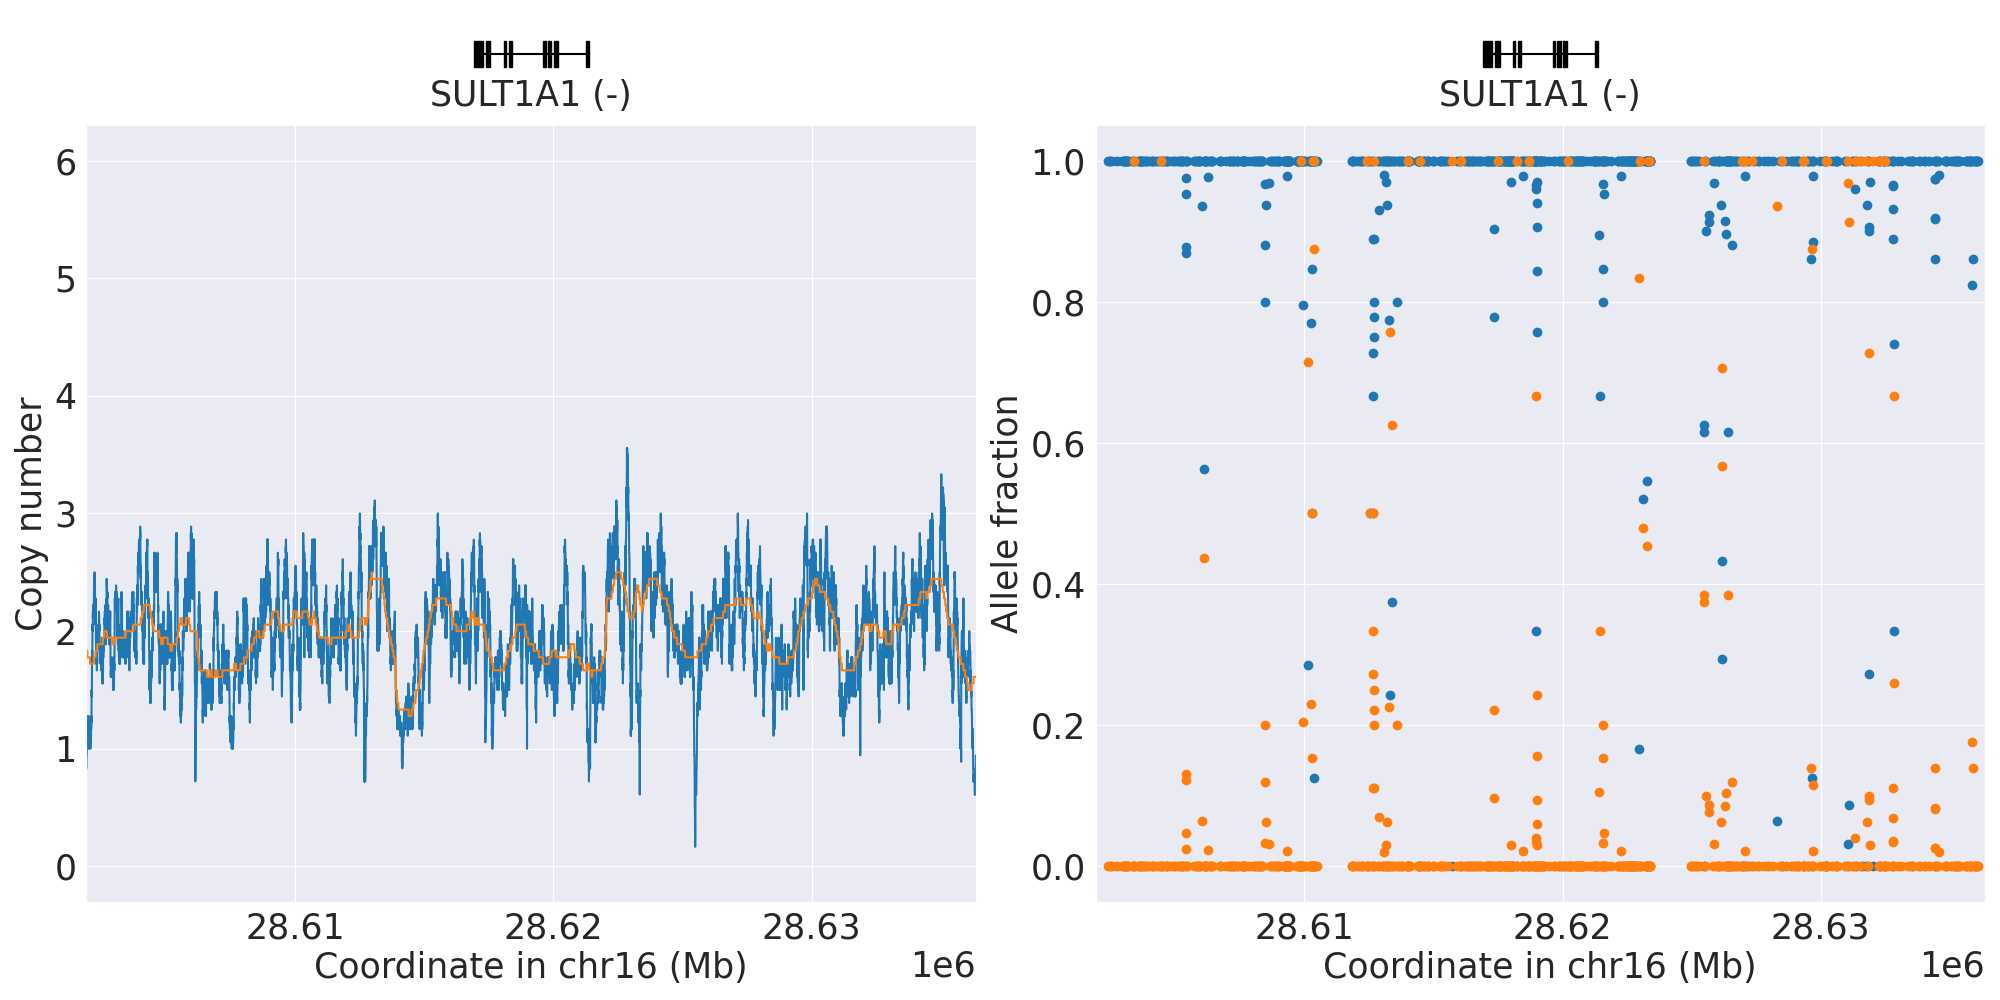 SULT1A1 (-)
Copy number
6
5
4
3
2
1
0
28.61
28.62
28.63
Coordinate in chr16 (Mb)
1e6
SULT1A1 (-)
Allele fraction
1.0
0.8
0.6
0.4
0.2
0.0
28.61
28.62
28.63
Coordinate in chr16 (Mb)
1e6